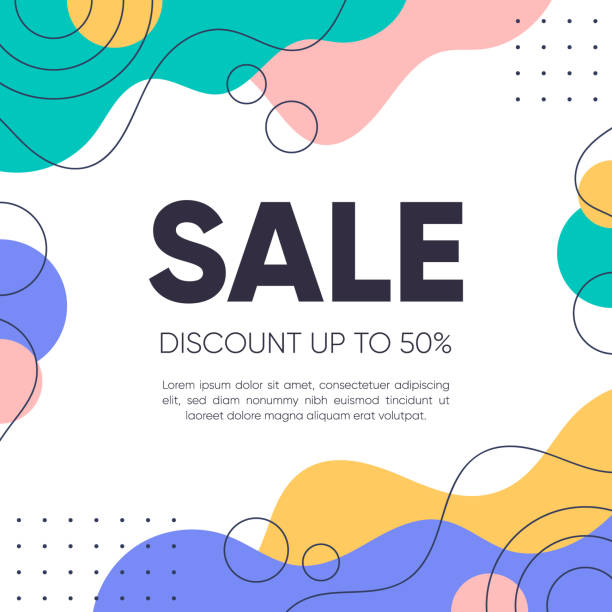 SALE
DISCOUNT UP TO 50%
Lorem ipsum dolor sit amet, consectetuer adipiscing elit,
sed diam nonummy nibh euismod tincidunt ut
laoreet dolore magna aliquam erat volutpat.